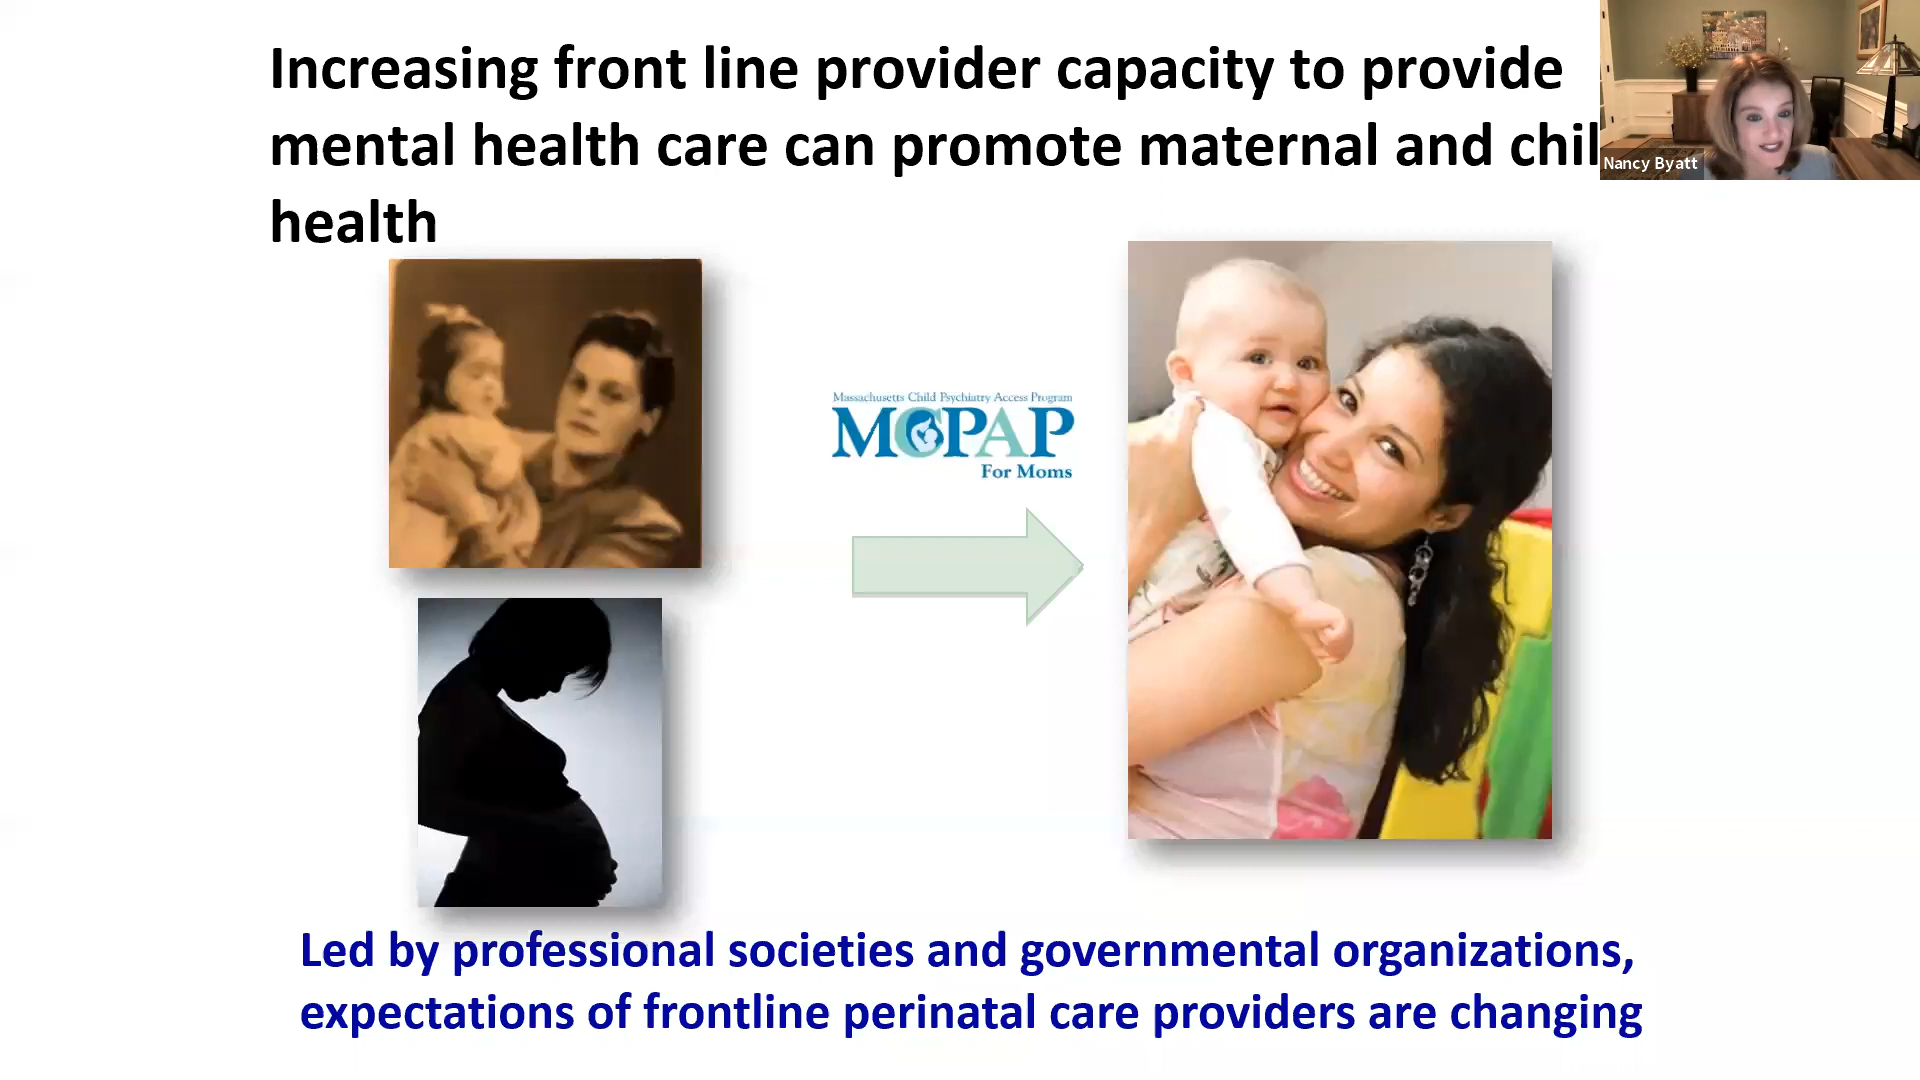 Increasing front line provider capacity to provide
mental health care can promote maternal and chil
health
Nancy Byatt
Massachusetts Child Psychiatry Access Program
MCPAP
For Moms
Led by professional societies and governmental organizations,
expectations of frontline perinatal care providers are changing